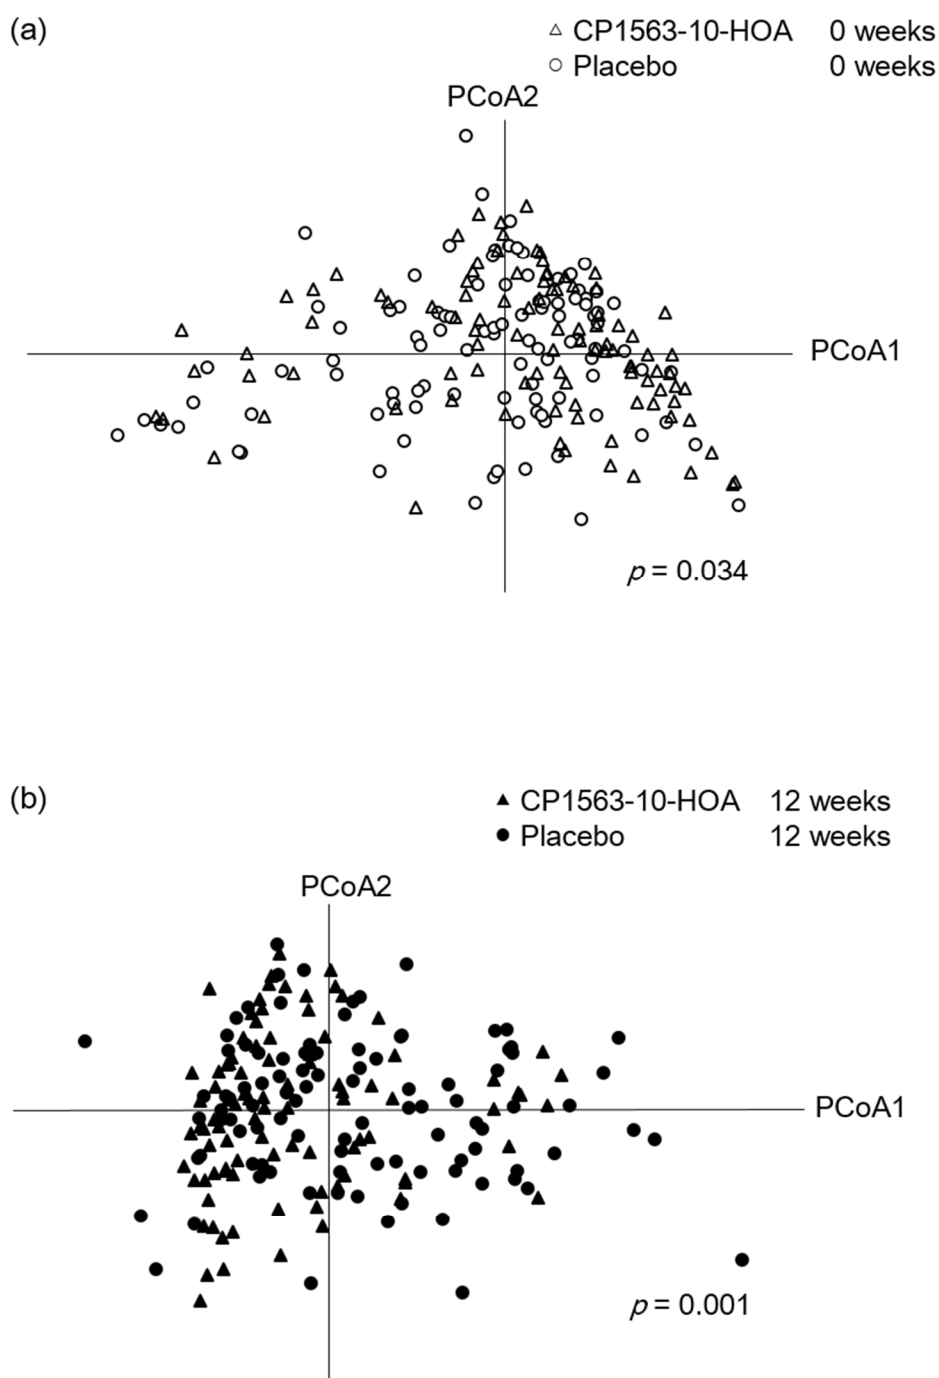 (a)
△ CP1563-10-HOA 0 weeks
○ Placebo 0 weeks
PCoA2
PCoA1
p = 0.034
(b)
▲ CP1563-10-HOA 12 weeks
● Placebo 12 weeks
PCoA2
PCoA1
p = 0.001